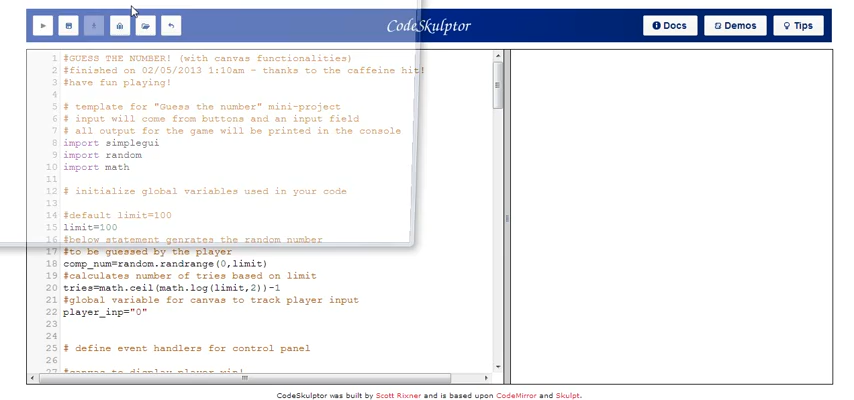 CodeSkulptor
Docs
Demos
Tips
1 #GUESS THE NUMBER! (with canvas functionalities)
2 #finished on 02/05/2013 1:10am - thanks to the caffeine hit!
3 #have fun playing!
4
5 # template for "Guess the number" mini-project
6 # input will come from buttons and an input field
7 # all output for the game will be printed in the console
8 import simplegui
9 import random
10 import math
11
12 # initialize global variables used in your code
13
14 #default limit=100
15 limit=100
16 #below statement genrates the random number
17 #to be guessed by the player
18 comp_num=random.randrange(0,limit)
19 #calculates number of tries based on limit
20 tries=math.ceil(math.log(limit,2))-1
21 #global variable for canvas to track player input
22 player_inp="0"
23
24
25 # define event handlers for control panel
26
27 #canvas to display player win!
CodeSkulptor was built by Scott Rixner and is based upon CodeMirror and Skulpt.